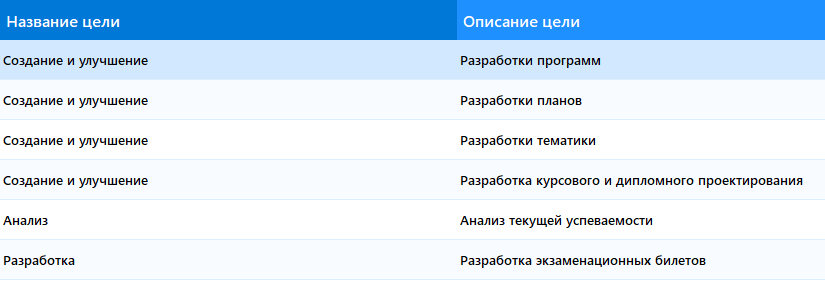 Название цели Описание цели
Создание и улучшение Разработки программ
Создание и улучшение Разработки планов
Создание и улучшение Разработки тематики
Создание и улучшение Разработка курсового и дипломного проектирования
Анализ Анализ текущей успеваемости
Разработка Разработка экзаменационных билетов